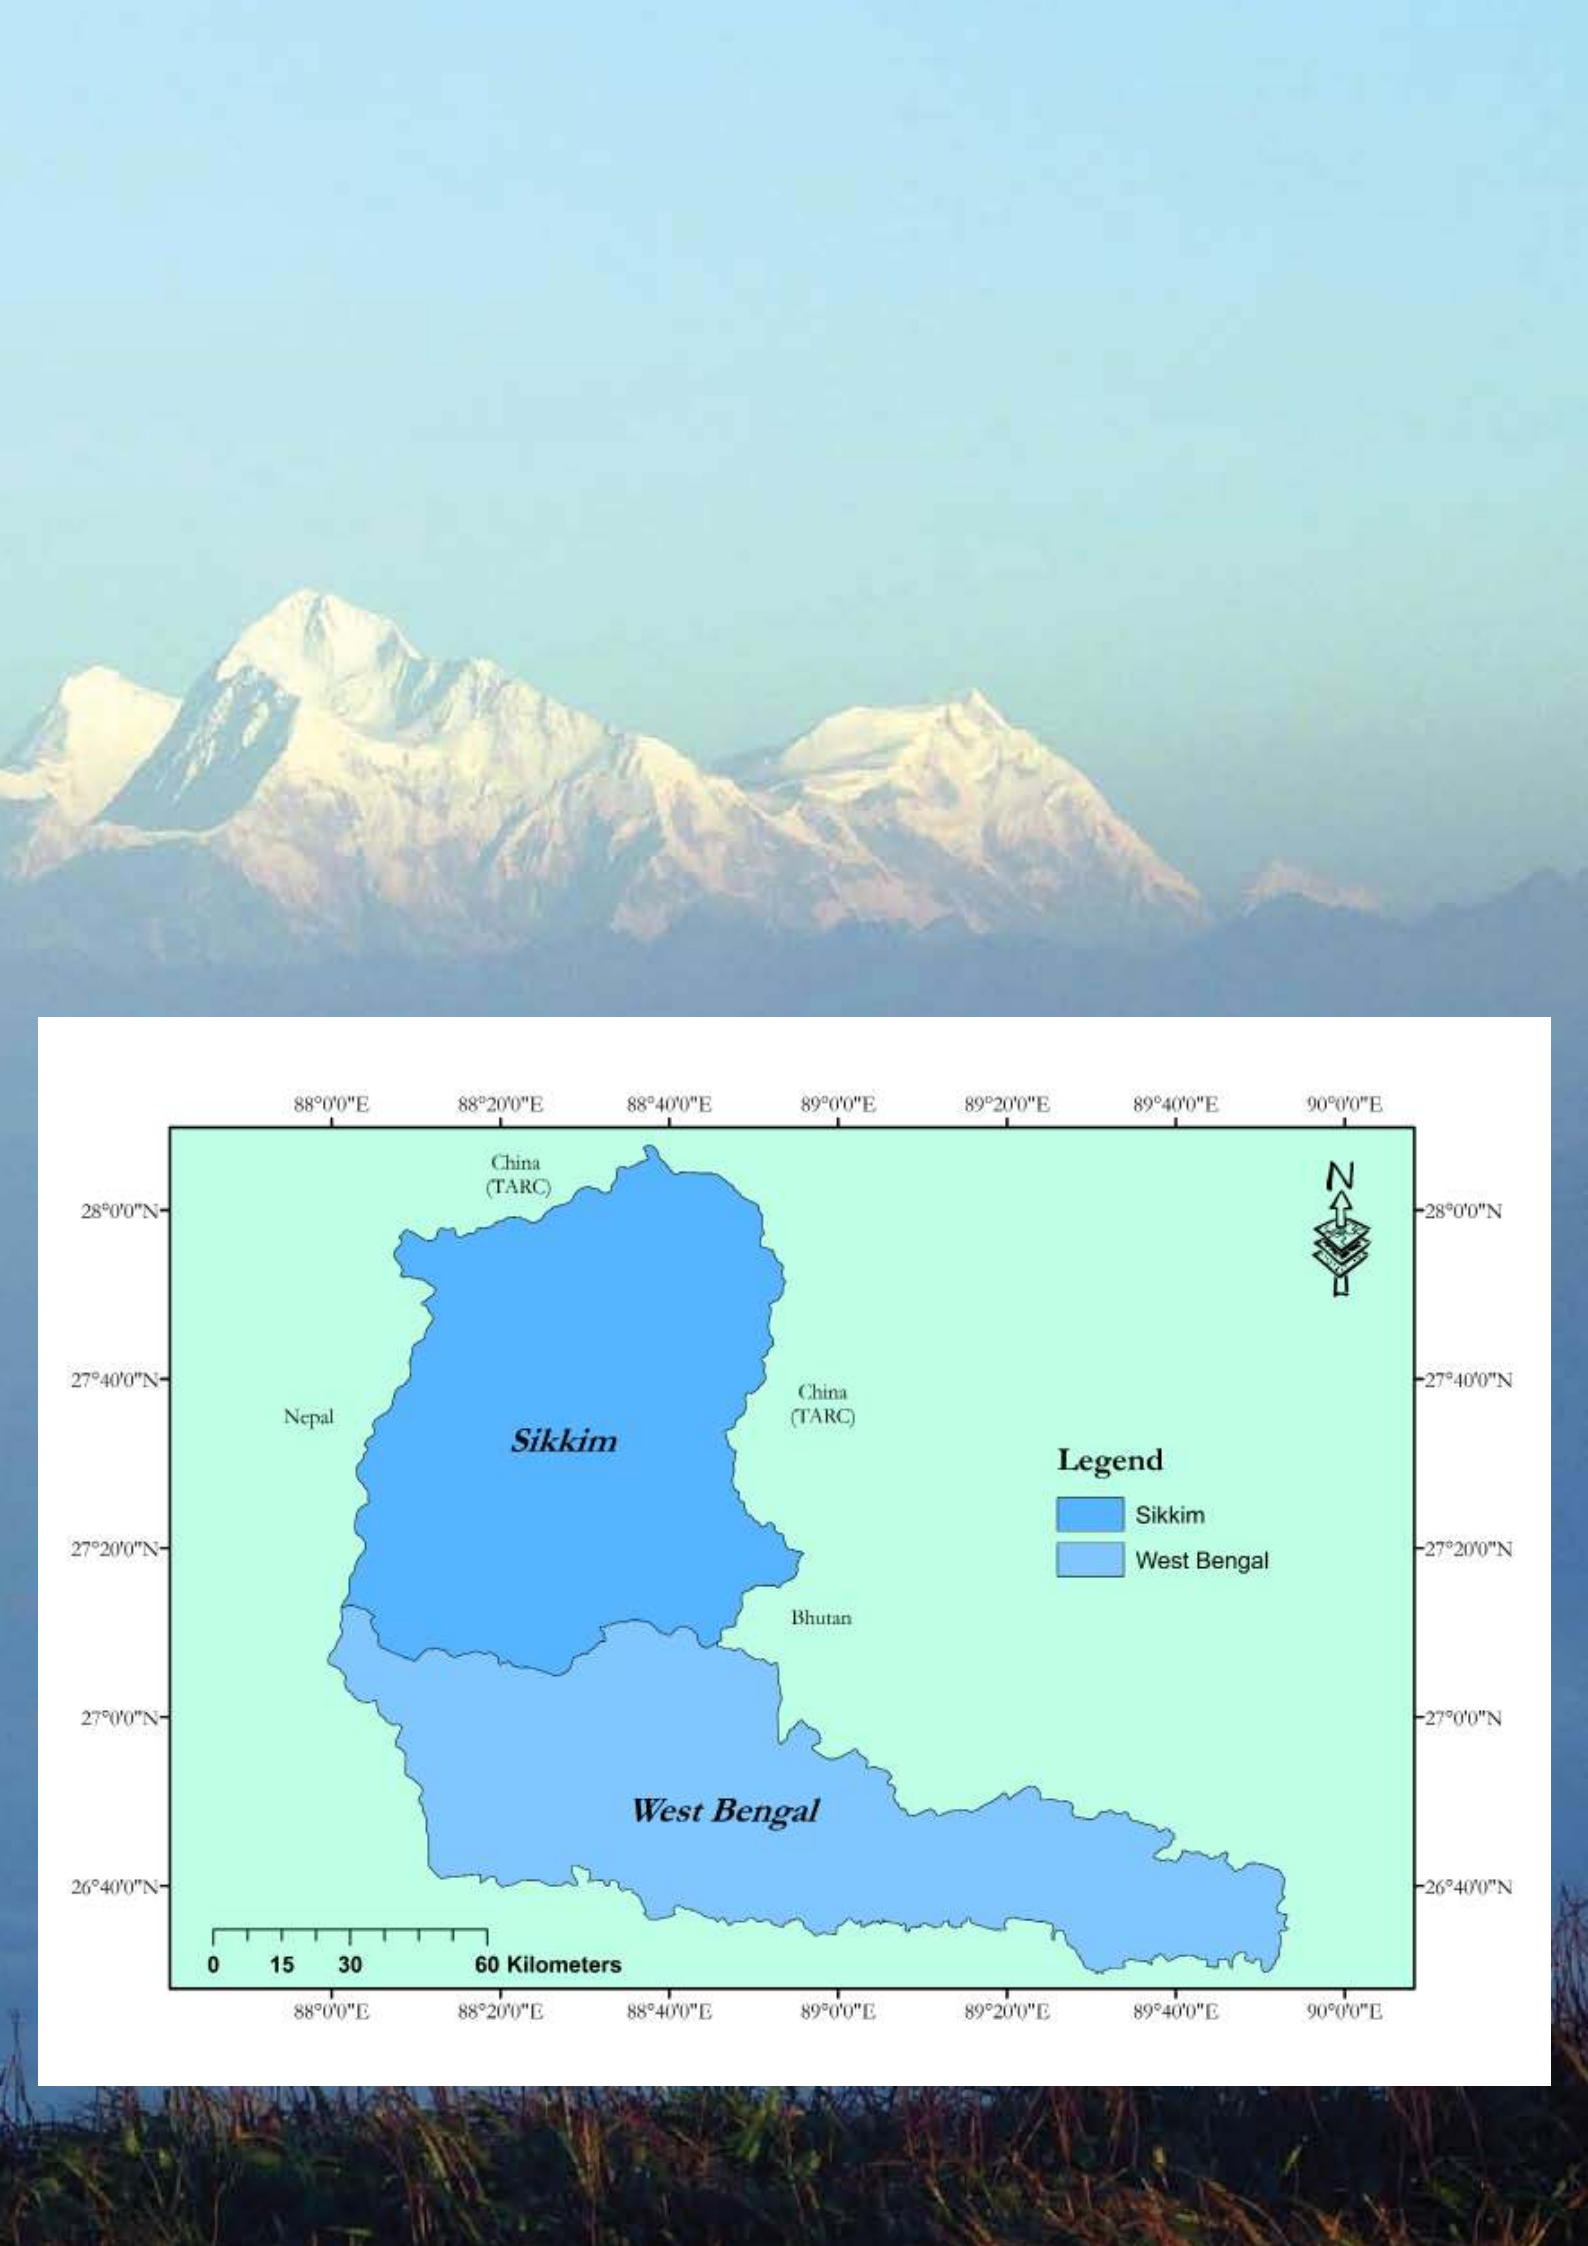 88°0'0"E 88°20'0"E 88°40'0"E 89°0'0"E 89°20'0"E 89°40'0"E 90°0'0"E
China
(TARC)
N
28°0'0"N 28°0'0"N
27°40'0"N 27°40'0"N
China
(TARC)
Nepal
Sikkim
Legend
Sikkim
27°20'0"N 27°20'0"N
West Bengal
Bhutan
27°0'0"N 27°0'0"N
West Bengal
26°40'0"N 26°40'0"N
0 15 30 60 Kilometers
88°0'0"E 88°20'0"E 88°40'0"E 89°0'0"E 89°20'0"E 89°40'0"E 90°0'0"E